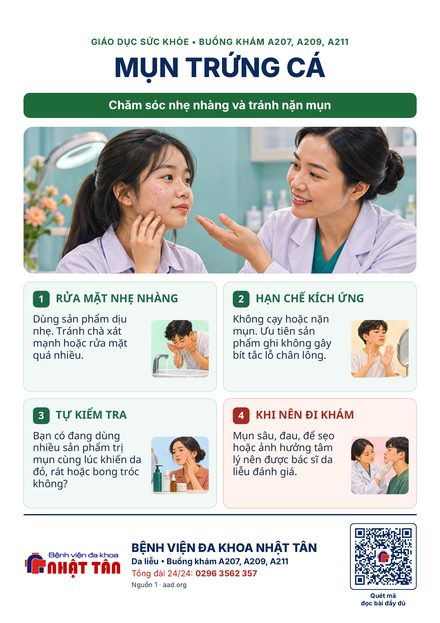 GIÁO DỤC SỨC KHỎE • BUỒNG KHÁM A207, A209, A211
MỤN TRỨNG CÁ
Chăm sóc nhẹ nhàng và tránh nặn mụn
1 RỬA MẶT NHẸ NHÀNG
Dùng sản phẩm dịu
nhẹ. Tránh chà xát
mạnh hoặc rửa mặt
quá nhiều.
2 HẠN CHẾ KÍCH ỨNG
Không cạy hoặc nặn
mụn. Ưu tiên sản
phẩm ghi không gây
bít tắc lỗ chân lông.
3 TỰ KIỂM TRA
Bạn có đang dùng
nhiều sản phẩm trị
mụn cùng lúc khiến da
đỏ, rát hoặc bong tróc
không?
4 KHI NÊN ĐI KHÁM
Mụn sâu, đau, để sẹo
hoặc ảnh hưởng tâm
lý nên được bác sĩ da
liễu đánh giá.
Bệnh viện đa khoa
NHẬT TÂN
BỆNH VIỆN ĐA KHOA NHẬT TÂN
Da liễu • Buồng khám A207, A209, A211
Tổng đài 24/24: 0296 3562 357
Nguồn 1 · aad.org
Quét mã
đọc bài đầy đủ